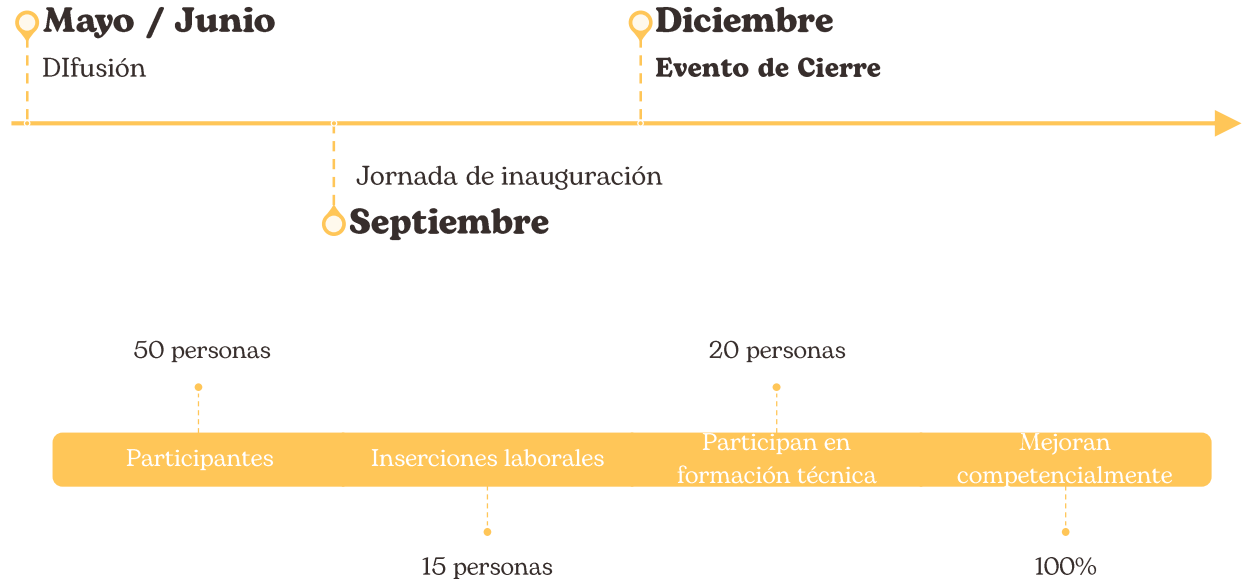 Mayo / Junio
DIfusión
Diciembre
Evento de Cierre
Jornada de inauguración
Septiembre
50 personas
20 personas
Participantes
Inserciones laborales
Participan en
formación técnica
Mejoran
competencialmente
15 personas
100%